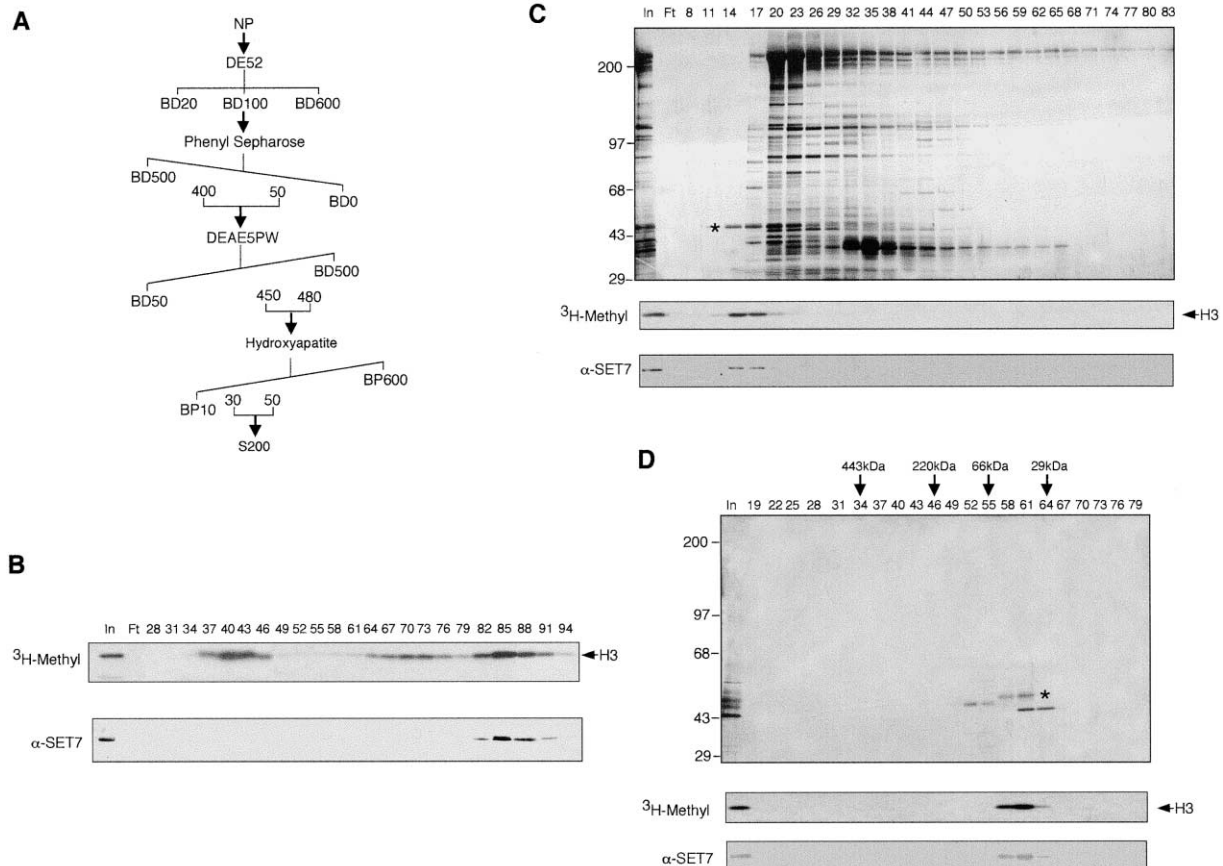 A
NP
DE52
BD20 BD100 BD600
Phenyl Sepharose
BD500
400 50
BD0
DEAE5PW
BD500
BD50
450 480
Hydroxyapatite
BP600
BP10
30 50
S200
B
In Ft 28 31 34 37 40 43 46 49 52 55 58 61 64 67 70 73 76 79 82 85 88 91 94
3H-Methyl
H3
α-SET7
C
In Ft 8 11 14 17 20 23 26 29 32 35 38 41 44 47 50 53 56 59 62 65 68 71 74 77 80 83
200
97
68
*
43
29
3H-Methyl
H3
α-SET7
D
443kDa 220kDa 66kDa 29kDa
In 19 22 25 28 31 34 37 40 43 46 49 52 55 58 61 64 67 70 73 76 79
200
97
68
*
43
29
3H-Methyl
H3
α-SET7